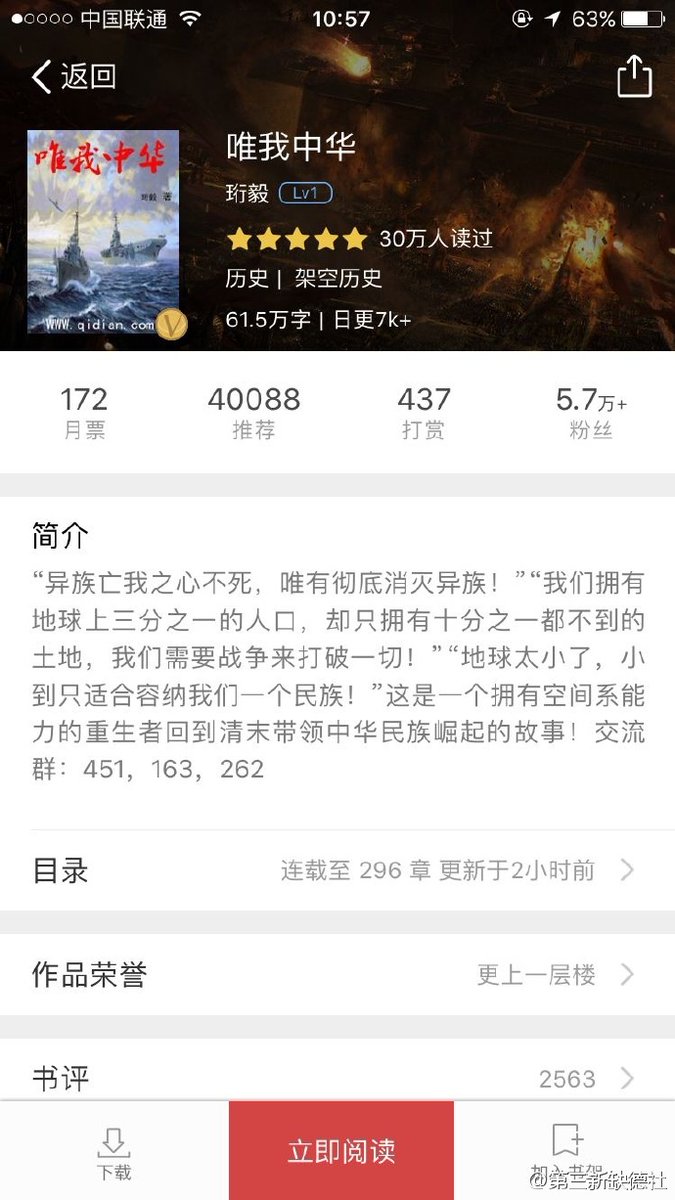 中国联通 10:57 63%
返回
唯我中华
珩毅 著
www.qidian.com
V
唯我中华
珩毅 Lv1
30万人读过
历史 | 架空历史
61.5万字 | 日更7k+
172 40088 437 5.7万+
月票 推荐 打赏 粉丝
简介
“异族亡我之心不死，唯有彻底消灭异族！”“我们拥有
地球上三分之一的人口，却只拥有十分之一都不到的
土地，我们需要战争来打破一切！”“地球太小了，小
到只适合容纳我们一个民族！”这是一个拥有空间系能
力的重生者回到清末带领中华民族崛起的故事！交流
群：451，163，262
目录 连载至 296 章 更新于2小时前
作品荣誉 更上一层楼
书评 2563
下载 立即阅读 加入书架
@第三新缺德社